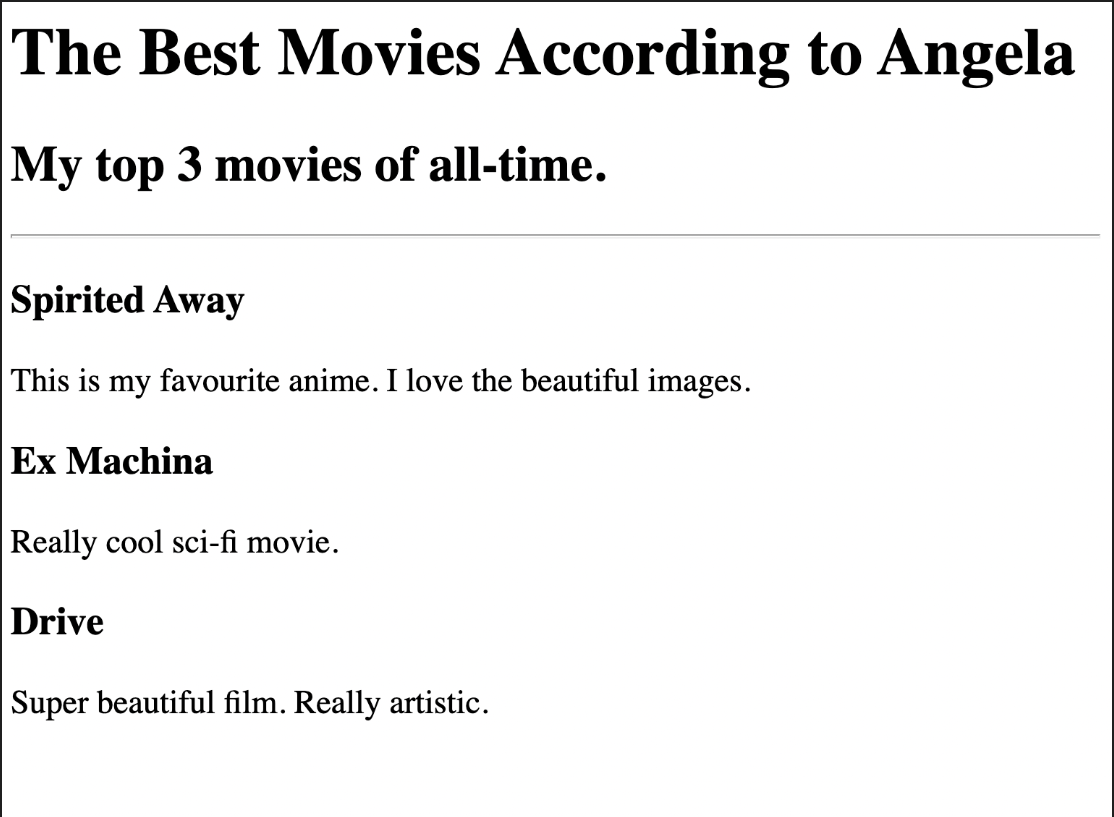 The Best Movies According to Angela
My top 3 movies of all-time.
Spirited Away
This is my favourite anime. I love the beautiful images.
Ex Machina
Really cool sci-fi movie.
Drive
Super beautiful film. Really artistic.